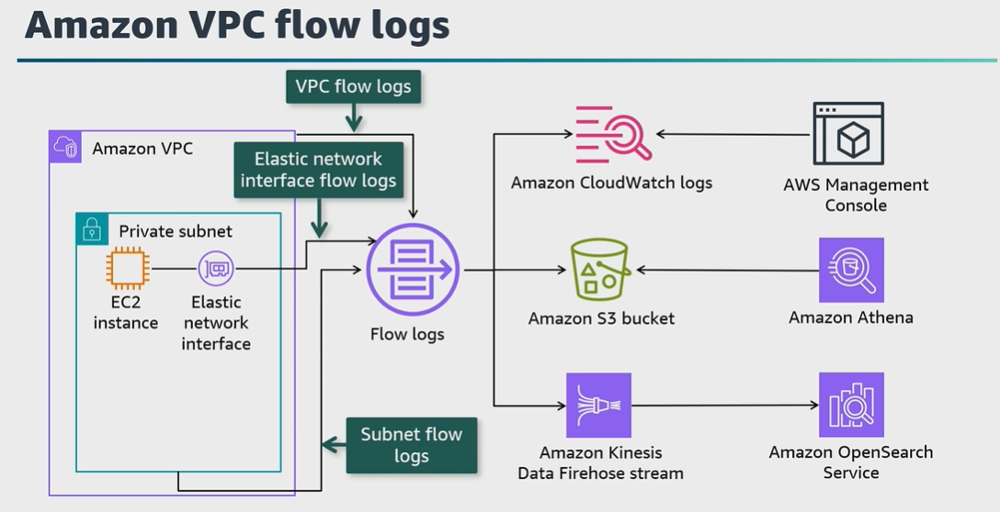 Amazon VPC flow logs
VPC flow logs
Amazon VPC
Elastic network
interface flow logs
Private subnet
EC2
instance
Elastic
network
interface
Flow logs
Subnet flow
logs
Amazon CloudWatch logs
AWS Management
Console
Amazon S3 bucket
Amazon Athena
Amazon Kinesis
Data Firehose stream
Amazon OpenSearch
Service